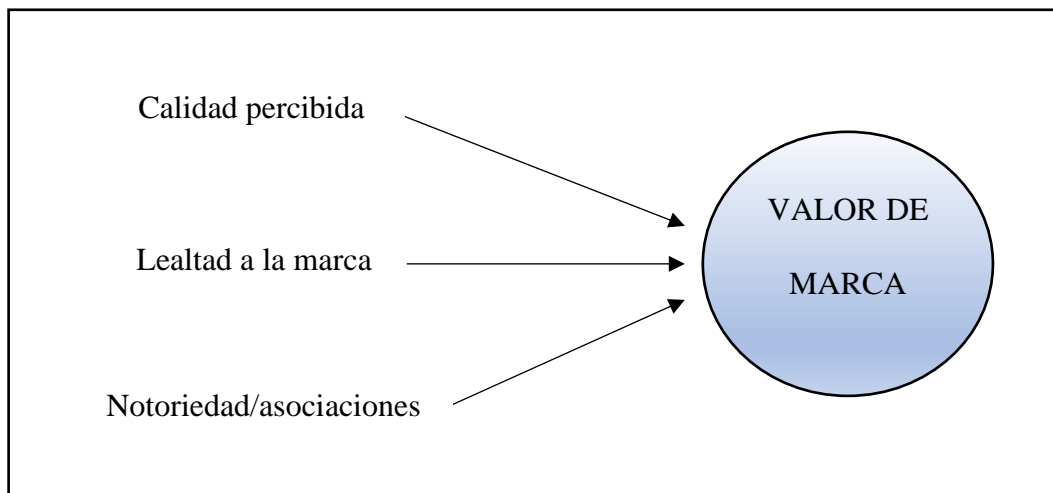 Calidad percibida
Lealtad a la marca
Notoriedad/asociaciones
VALOR DE
MARCA